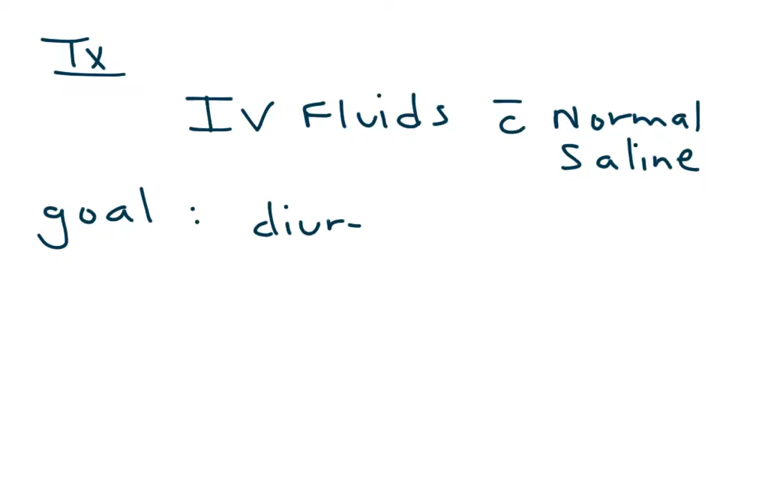 Tx
IV Fluids c̄ Normal
Saline
goal : diur-